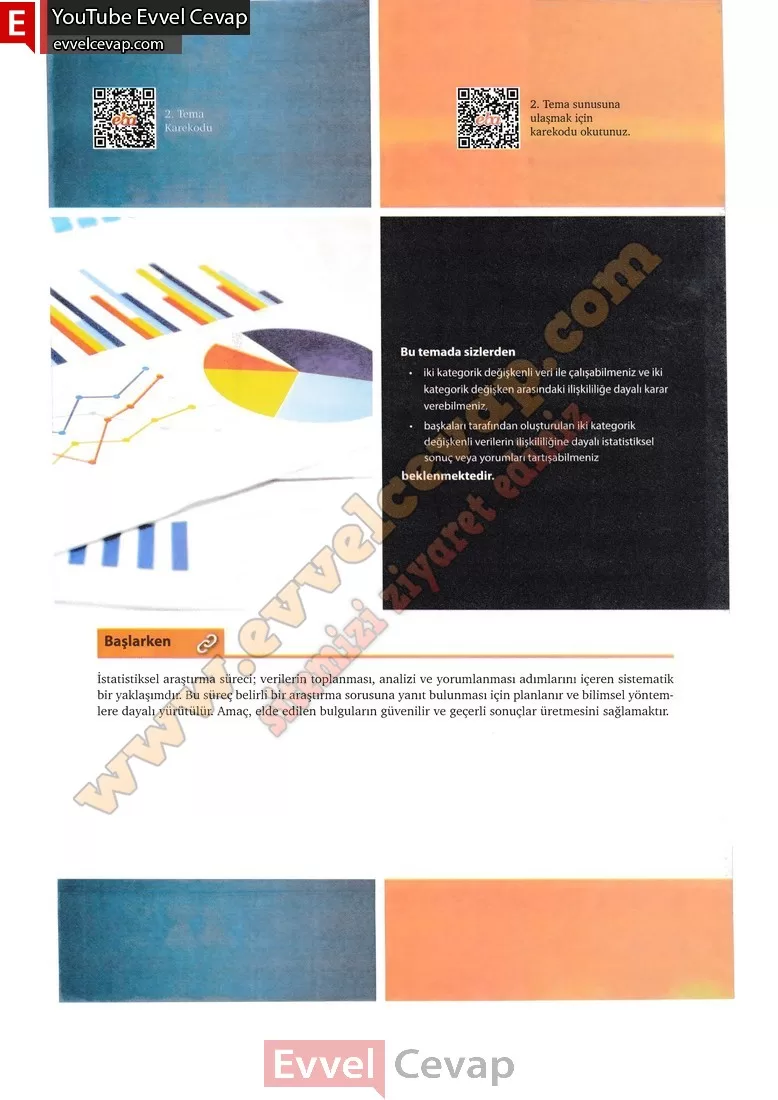 E
YouTube Evvel Cevap
evvelcevap.com
eba
2. Tema
Karekodu
eba
2. Tema sunusuna
ulaşmak için
karekodu okutunuz.
Bu temada sizlerden
• iki kategorik değişkenli veri ile çalışabilmeniz ve iki
kategorik değişken arasındaki ilişkililiğe dayalı karar
verebilmeniz,
• başkaları tarafından oluşturulan iki kategorik
değişkenli verilerin ilişkililiğine dayalı istatistiksel
sonuç veya yorumları tartışabilmeniz
beklenmektedir.
www.evvelcevap.com
sitemizi ziyaret ediniz
Başlarken
İstatistiksel araştırma süreci; verilerin toplanması, analizi ve yorumlanması adımlarını içeren sistematik
bir yaklaşımdır. Bu süreç belirli bir araştırma sorusuna yanıt bulunması için planlanır ve bilimsel yöntem-
lere dayalı yürütülür. Amaç, elde edilen bulguların güvenilir ve geçerli sonuçlar üretmesini sağlamaktır.
Evvel Cevap